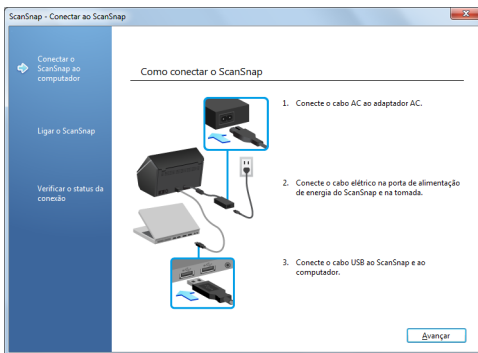 ScanSnap - Conectar ao ScanSnap
Conectar o
ScanSnap ao
computador
Ligar o ScanSnap
Verificar o status da
conexão
Como conectar o ScanSnap
1. Conecte o cabo AC ao adaptador AC.
2. Conecte o cabo elétrico na porta de alimentação
de energia do ScanSnap e na tomada.
3. Conecte o cabo USB ao ScanSnap e ao
computador.
Avançar